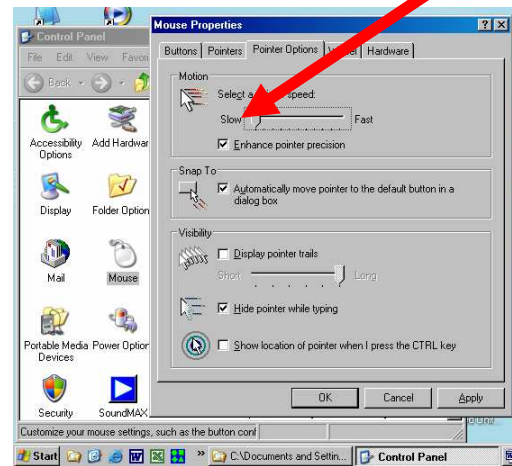 Control Panel
File Edit View Favori
Back
Accessibility Options
Add Hardwar
Display
Folder Option
Mail
Mouse
Portable Media Devices
Power Option
Security
SoundMAX
Customize your mouse settings, such as the button conf
Mouse Properties
Buttons Pointers Pointer Options Hardware
Motion
Select a speed:
Slow Fast
Enhance pointer precision
Snap To
Automatically move pointer to the default button in a
dialog box
Visibility
Display pointer trails
Short Long
Hide pointer while typing
Show location of pointer when I press the CTRL key
OK Cancel Apply
Start C:\Documents and Settin... Control Panel